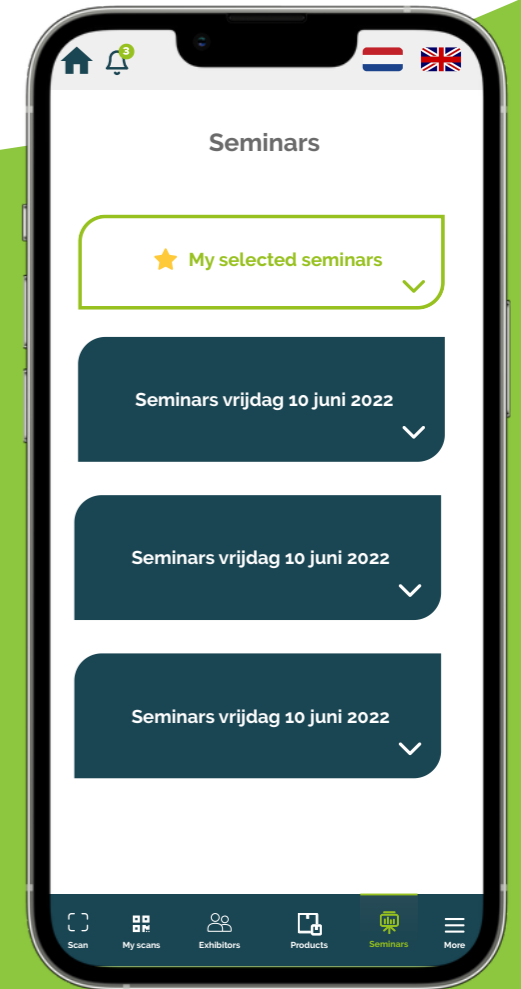 3
Seminars
My selected seminars
Seminars vrijdag 10 juni 2022
Seminars vrijdag 10 juni 2022
Seminars vrijdag 10 juni 2022
Scan
My scans
Exhibitors
Products
Seminars
More